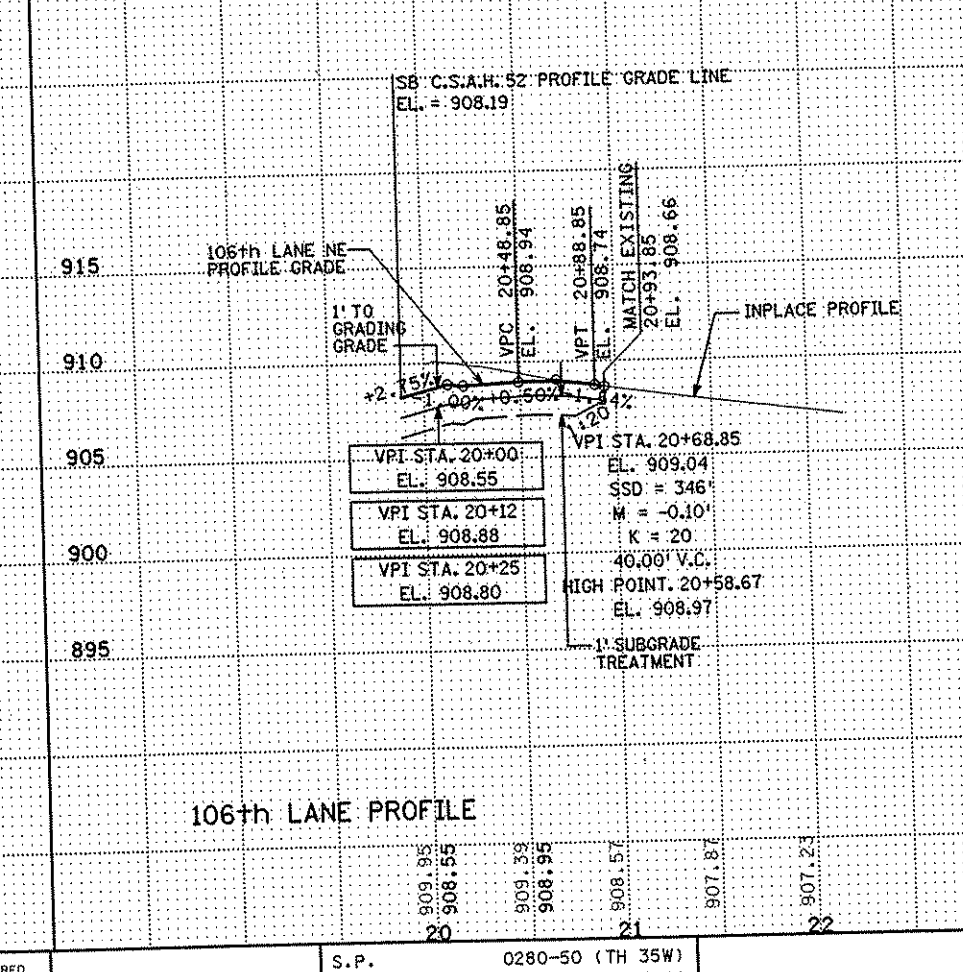 SB C.S.A.H. 52 PROFILE GRADE LINE
EL. = 908.19
106th LANE NE
PROFILE GRADE
1' TO
GRADING
GRADE
VPC 20+48.85
EL. 908.94
VPT 20+88.85
EL. 908.74
MATCH EXISTING
20+93.85
EL. 908.66
INPLACE PROFILE
915
910
905
900
895
+2.75%
+0.50%
1:20
VPI STA. 20+00
EL. 908.55
VPI STA. 20+12
EL. 908.88
VPI STA. 20+25
EL. 908.80
VPI STA. 20+68.85
EL. 909.04
SSD = 346'
M = -0.10'
K = 20
40.00' V.C.
HIGH POINT. 20+58.67
EL. 908.97
1' SUBGRADE
TREATMENT
106th LANE PROFILE
909.95
908.55
909.39
908.95
908.57
907.87
907.23
20
21
22
S.P. 0280-50 (TH 35W)